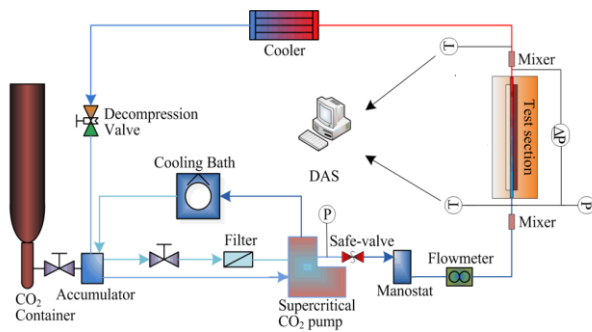 Cooler
Mixer
T
Decompression
Valve
Test section
ΔP
Cooling Bath
DAS
P
T
P
Safe-valve
Mixer
Filter
Flowmeter
CO₂
Container
Accumulator
Manostat
Supercritical
CO₂ pump